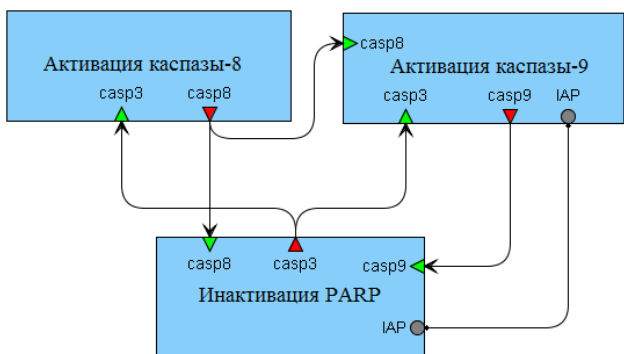 Активация каспазы-8
casp3 casp8
casp8
Активация каспазы-9
casp3 casp9 IAP
casp8 casp3 casp9
Инактивация PARP
IAP